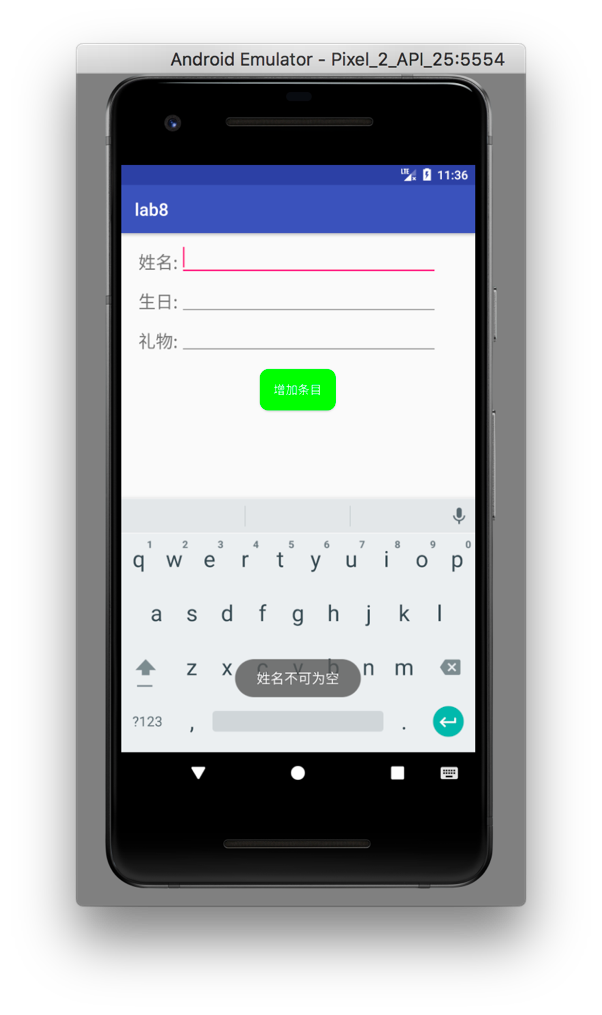 Android Emulator - Pixel_2_API_25:5554
LTE 11:36
lab8
姓名:
生日:
礼物:
增加条目
1 2 3 4 5 6 7 8 9 0
q w e r t y u i o p
a s d f g h j k l
z x c v b n m
姓名不可为空
?123 , .